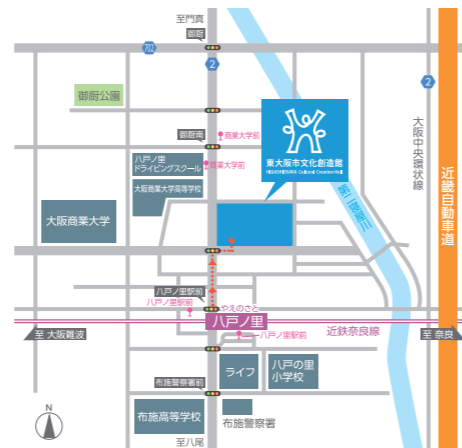 至門真
御厨
702
2
2
御厨公園
御厨南
商業大学前
商業大学前
八戸ノ里
ドライビングスクール
大阪商業大学高等学校
大阪商業大学
東大阪市文化創造館
HIGASHIOSAKA Cultural Creation Hall
第二寝屋川
大阪中央環状線
近畿自動車道
八戸ノ里駅前
八戸ノ里駅前
やえのさと
八戸ノ里
八戸ノ里駅前
近鉄奈良線
至 大阪難波
至 奈良
ライフ
八戸の里
小学校
布施警察署前
布施高等学校
布施警察署
至八尾
N